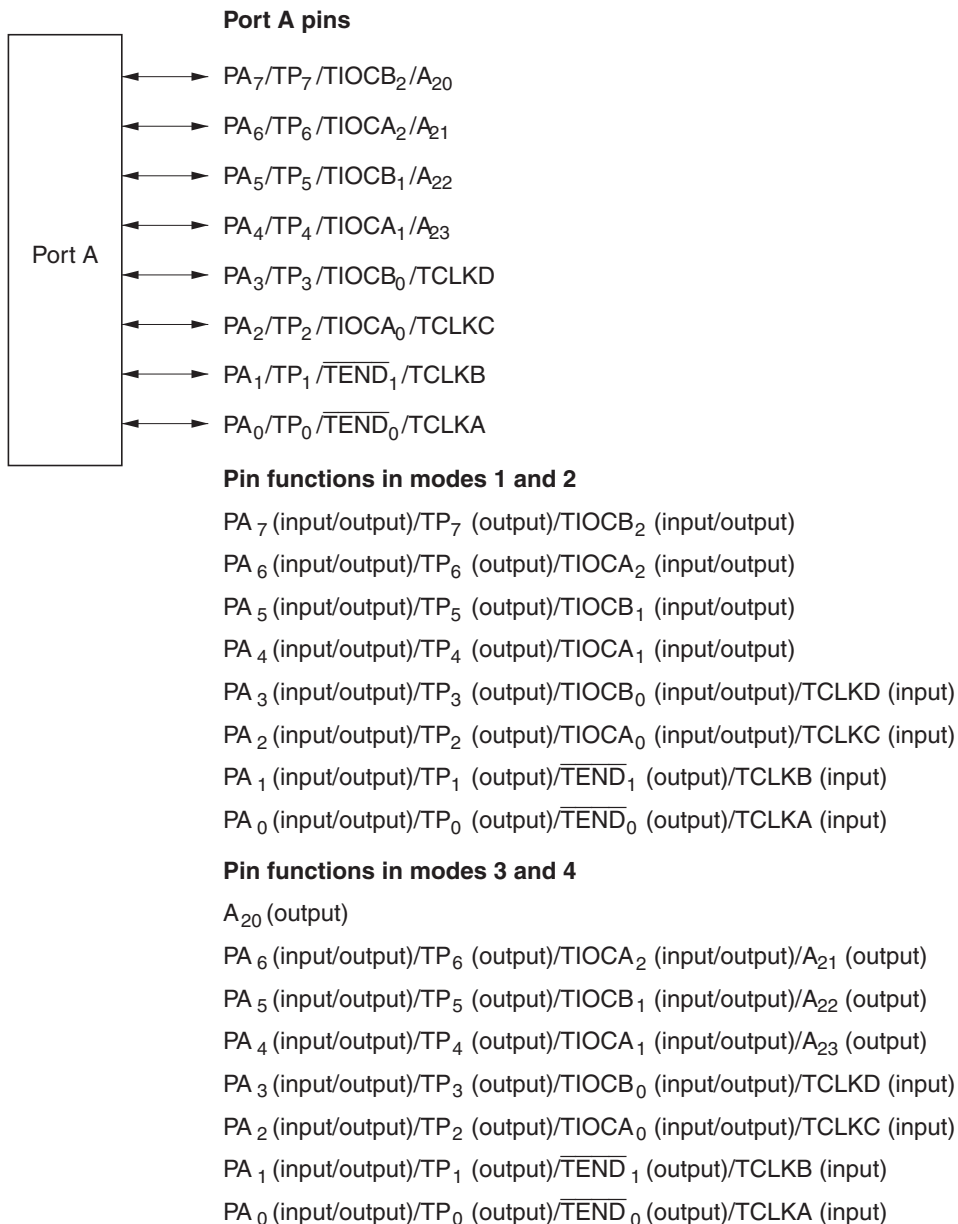 Port A pins
Port A
PA₇/TP₇/TIOCB₂/A₂₀
PA₆/TP₆/TIOCA₂/A₂₁
PA₅/TP₅/TIOCB₁/A₂₂
PA₄/TP₄/TIOCA₁/A₂₃
PA₃/TP₃/TIOCB₀/TCLKD
PA₂/TP₂/TIOCA₀/TCLKC
PA₁/TP₁/T̅E̅N̅D̅₁/TCLKB
PA₀/TP₀/T̅E̅N̅D̅₀/TCLKA
Pin functions in modes 1 and 2
PA₇ (input/output)/TP₇ (output)/TIOCB₂ (input/output)
PA₆ (input/output)/TP₆ (output)/TIOCA₂ (input/output)
PA₅ (input/output)/TP₅ (output)/TIOCB₁ (input/output)
PA₄ (input/output)/TP₄ (output)/TIOCA₁ (input/output)
PA₃ (input/output)/TP₃ (output)/TIOCB₀ (input/output)/TCLKD (input)
PA₂ (input/output)/TP₂ (output)/TIOCA₀ (input/output)/TCLKC (input)
PA₁ (input/output)/TP₁ (output)/T̅E̅N̅D̅₁ (output)/TCLKB (input)
PA₀ (input/output)/TP₀ (output)/T̅E̅N̅D̅₀ (output)/TCLKA (input)
Pin functions in modes 3 and 4
A₂₀ (output)
PA₆ (input/output)/TP₆ (output)/TIOCA₂ (input/output)/A₂₁ (output)
PA₅ (input/output)/TP₅ (output)/TIOCB₁ (input/output)/A₂₂ (output)
PA₄ (input/output)/TP₄ (output)/TIOCA₁ (input/output)/A₂₃ (output)
PA₃ (input/output)/TP₃ (output)/TIOCB₀ (input/output)/TCLKD (input)
PA₂ (input/output)/TP₂ (output)/TIOCA₀ (input/output)/TCLKC (input)
PA₁ (input/output)/TP₁ (output)/T̅E̅N̅D̅₁ (output)/TCLKB (input)
PA₀ (input/output)/TP₀ (output)/T̅E̅N̅D̅₀ (output)/TCLKA (input)